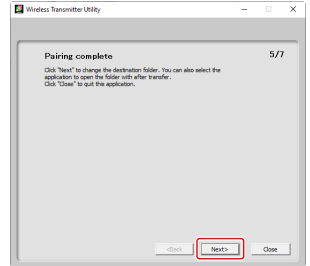 Wireless Transmitter Utility
Pairing complete
5/7
Click "Next" to change the destination folder. You can also select the
application to open the folder with after transfer.
Click "Close" to quit this application.
<Back
Next>
Close